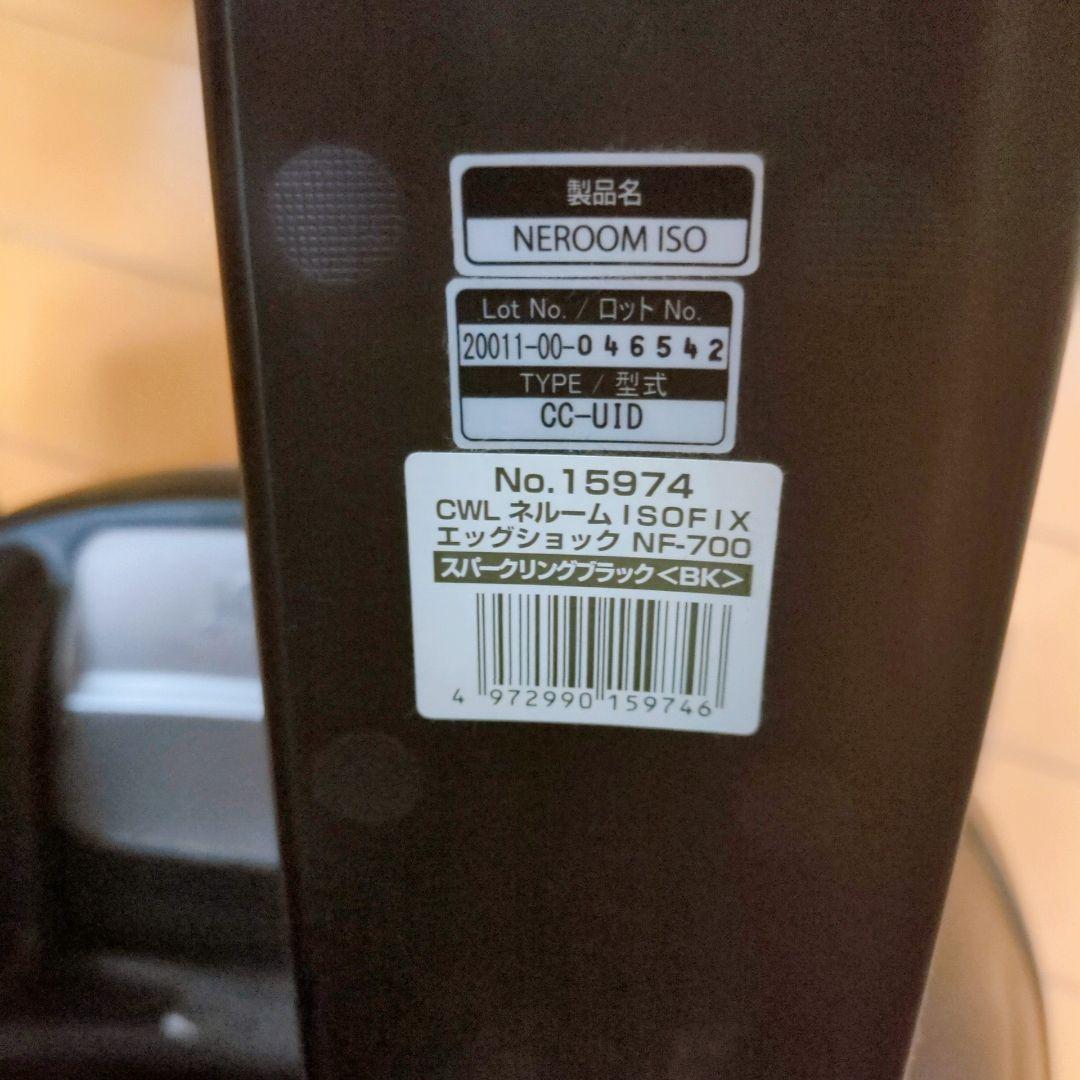 製品名
NEROOM ISO
Lot No. / ロット No.
20011-00-046542
TYPE / 型式
CC-UID
No.15974
CWL ネルーム ISOFIX
エッグショック NF-700
スパークリングブラック<BK>
4 972990 159746